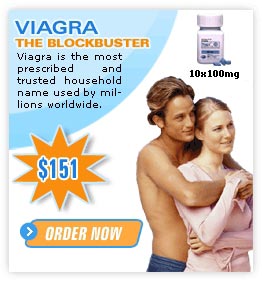 VIAGRA
THE BLOCKBUSTER
Viagra is the most
prescribed and
trusted household
name used by mil-
lions worldwide.
10x100mg
$151
ORDER NOW